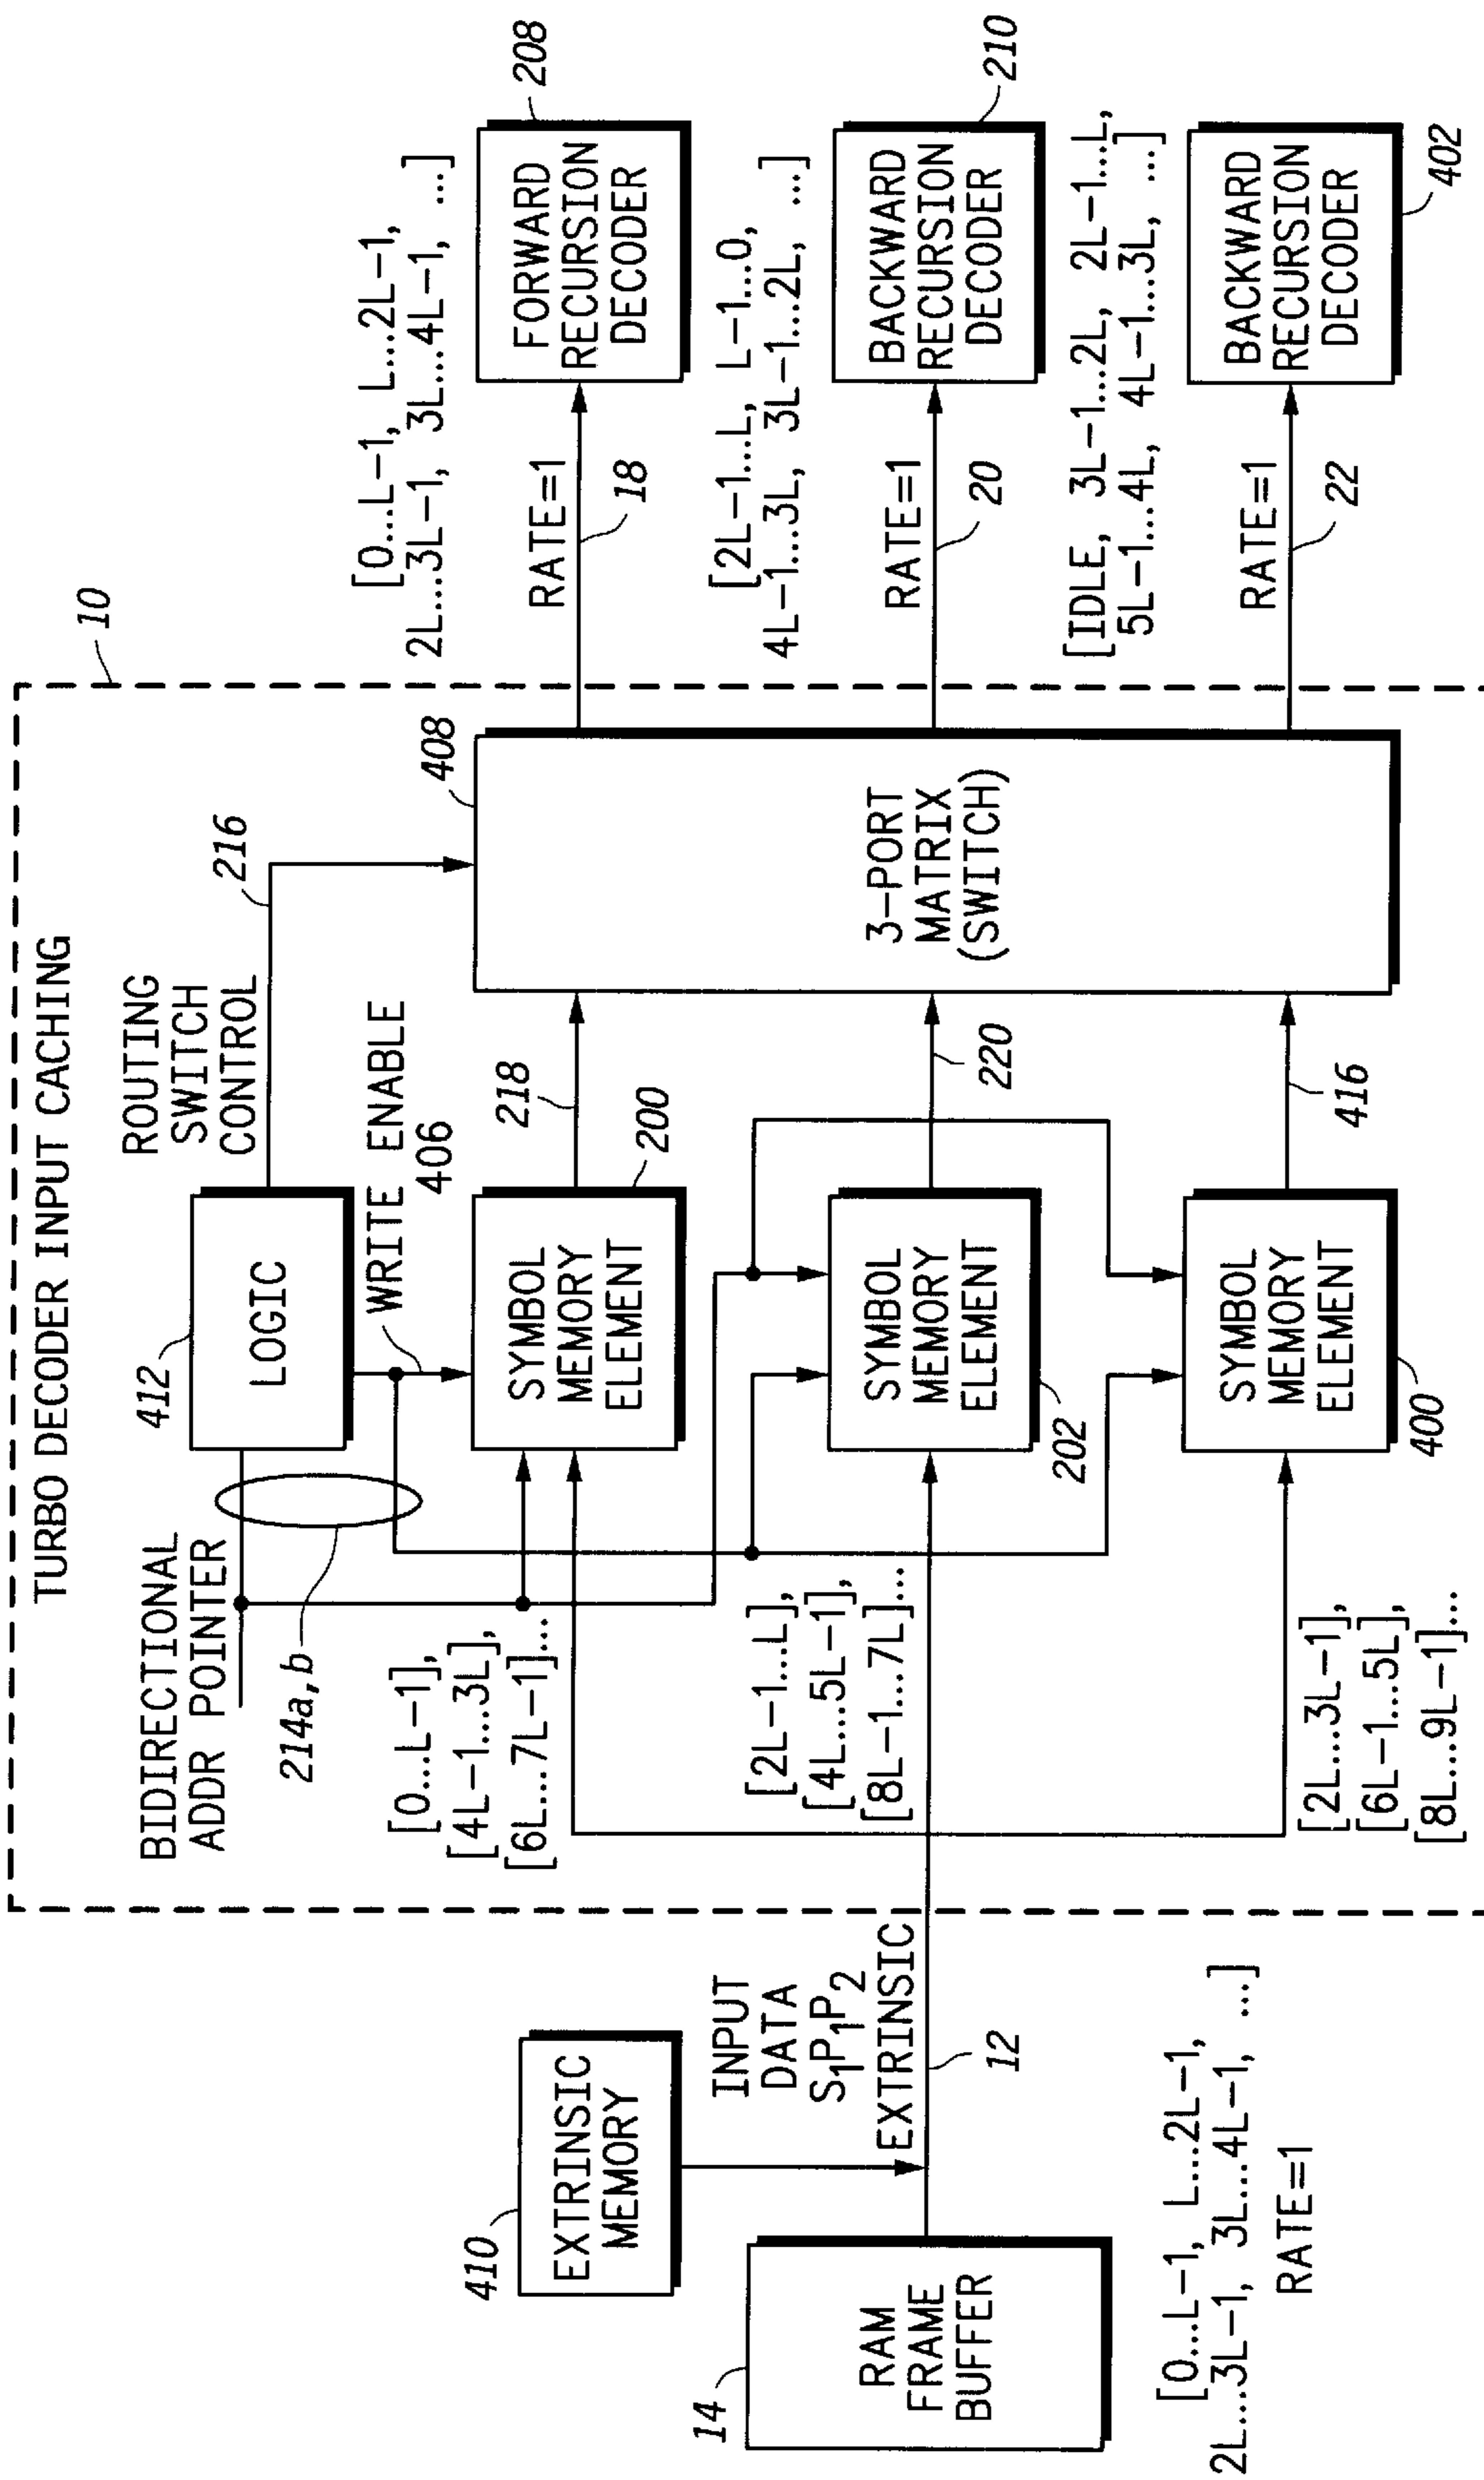 TURBO DECODER INPUT CACHING
10
BIDIRECTIONAL
ADDR POINTER
214a,b
412
LOGIC
ROUTING
SWITCH
CONTROL
216
WRITE ENABLE
406
[0...L-1],
[4L-1...3L],
[6L...7L-1]...
SYMBOL
MEMORY
ELEMENT
200
218
408
3-PORT
MATRIX
(SWITCH)
[0...L-1, L...2L-1,
2L...3L-1, 3L...4L-1, ...]
RATE=1
18
FORWARD
RECURSION
DECODER
208
410
EXTRINSIC
MEMORY
INPUT
DATA
S1P1P2
EXTRINSIC
12
14
RAM
FRAME
BUFFER
[0...L-1, L...2L-1,
2L...3L-1, 3L...4L-1, ...]
RATE=1
[2L-1...L],
[4L...5L-1],
[8L-1...7L]...
SYMBOL
MEMORY
ELEMENT
202
220
[2L-1...L, L-1...0,
4L-1...3L, 3L-1...2L, ...]
RATE=1
20
BACKWARD
RECURSION
DECODER
210
[2L...3L-1],
[6L-1...5L],
[8L...9L-1]...
SYMBOL
MEMORY
ELEMENT
400
416
[IDLE, 3L-1...2L, 2L-1...L,
5L-1...4L, 4L-1...3L, ...]
RATE=1
22
BACKWARD
RECURSION
DECODER
402